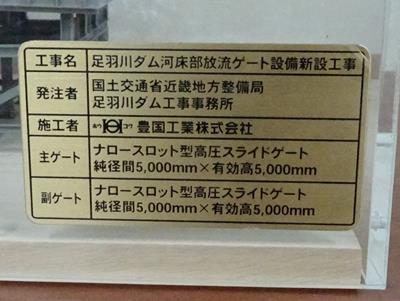 工事名 足羽川ダム河床部放流ゲート設備新設工事
発注者 国土交通省近畿地方整備局
足羽川ダム工事事務所
施工者 豊国工業株式会社
主ゲート ナロースロット型高圧スライドゲート
純径間5,000mm×有効高5,000mm
副ゲート ナロースロット型高圧スライドゲート
純径間5,000mm×有効高5,000mm